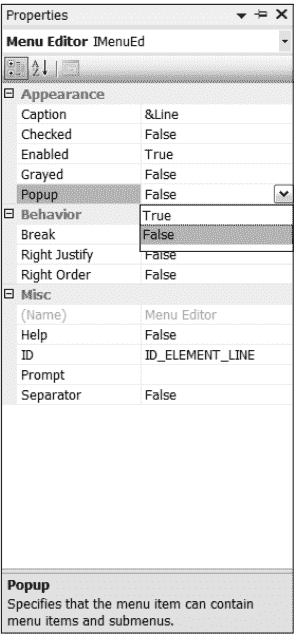 Properties
Menu Editor IMenuEd
Appearance
Caption &Line
Checked False
Enabled True
Grayed False
Popup False
True
Behavior
False
Break
Right Justify False
Right Order False
Misc
(Name) Menu Editor
Help False
ID ID_ELEMENT_LINE
Prompt
Separator False
Popup
Specifies that the menu item can contain
menu items and submenus.